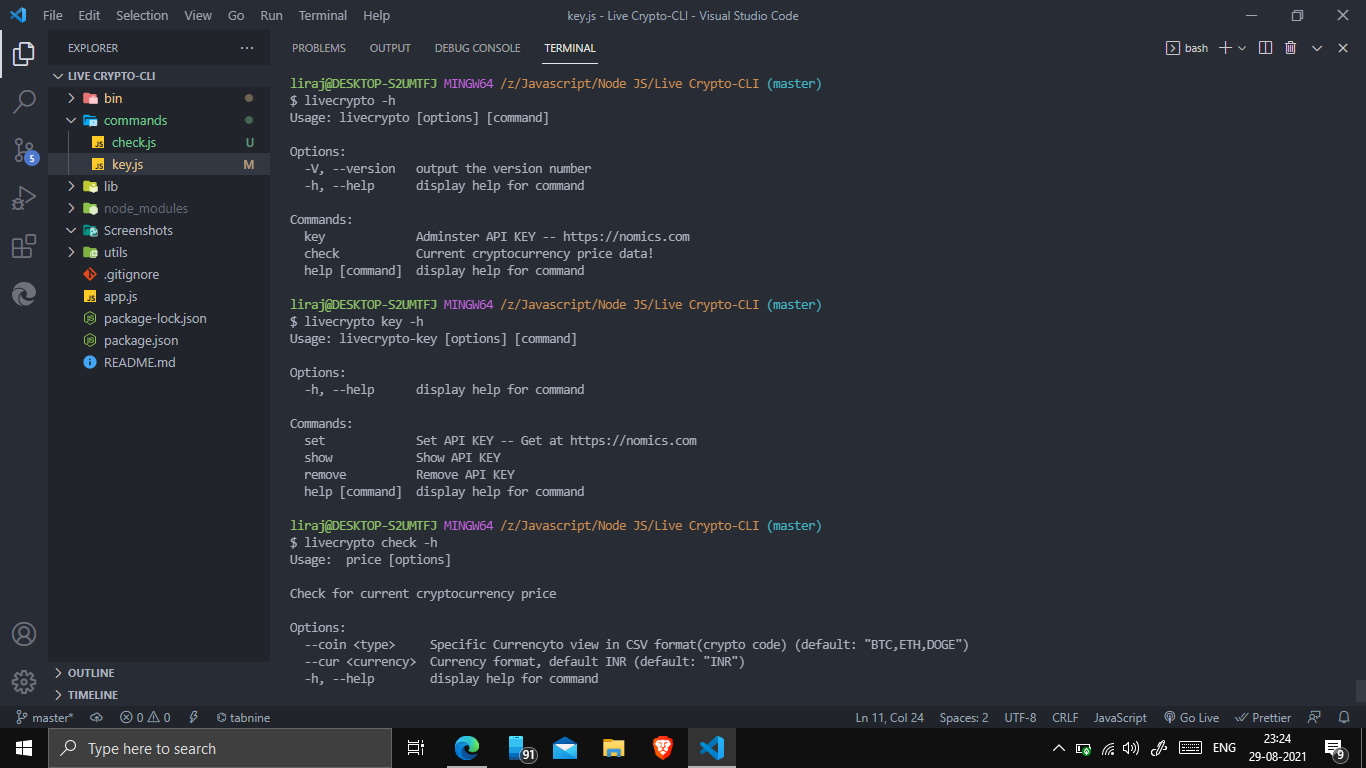 File Edit Selection View Go Run Terminal Help
key.js - Live Crypto-CLI - Visual Studio Code
EXPLORER
LIVE CRYPTO-CLI
bin
commands
check.js U
key.js M
lib
node_modules
Screenshots
utils
.gitignore
app.js
package-lock.json
package.json
README.md
OUTLINE
TIMELINE
5
PROBLEMS OUTPUT DEBUG CONSOLE TERMINAL
bash
liraj@DESKTOP-S2UMTFJ MINGW64 /z/Javascript/Node JS/Live Crypto-CLI (master)
$ livecrypto -h
Usage: livecrypto [options] [command]
Options:
-V, --version output the version number
-h, --help display help for command
Commands:
key Adminster API KEY -- https://nomics.com
check Current cryptocurrency price data!
help [command] display help for command
liraj@DESKTOP-S2UMTFJ MINGW64 /z/Javascript/Node JS/Live Crypto-CLI (master)
$ livecrypto key -h
Usage: livecrypto-key [options] [command]
Options:
-h, --help display help for command
Commands:
set Set API KEY -- Get at https://nomics.com
show Show API KEY
remove Remove API KEY
help [command] display help for command
liraj@DESKTOP-S2UMTFJ MINGW64 /z/Javascript/Node JS/Live Crypto-CLI (master)
$ livecrypto check -h
Usage:  price [options]
Check for current cryptocurrency price
Options:
--coin <type> Specific Currencyto view in CSV format(crypto code) (default: "BTC,ETH,DOGE")
--cur <currency> Currency format, default INR (default: "INR")
-h, --help display help for command
master* 0 0 tabnine
Ln 11, Col 24 Spaces: 2 UTF-8 CRLF JavaScript Go Live Prettier
Type here to search
91
ENG
23:24
29-08-2021
9